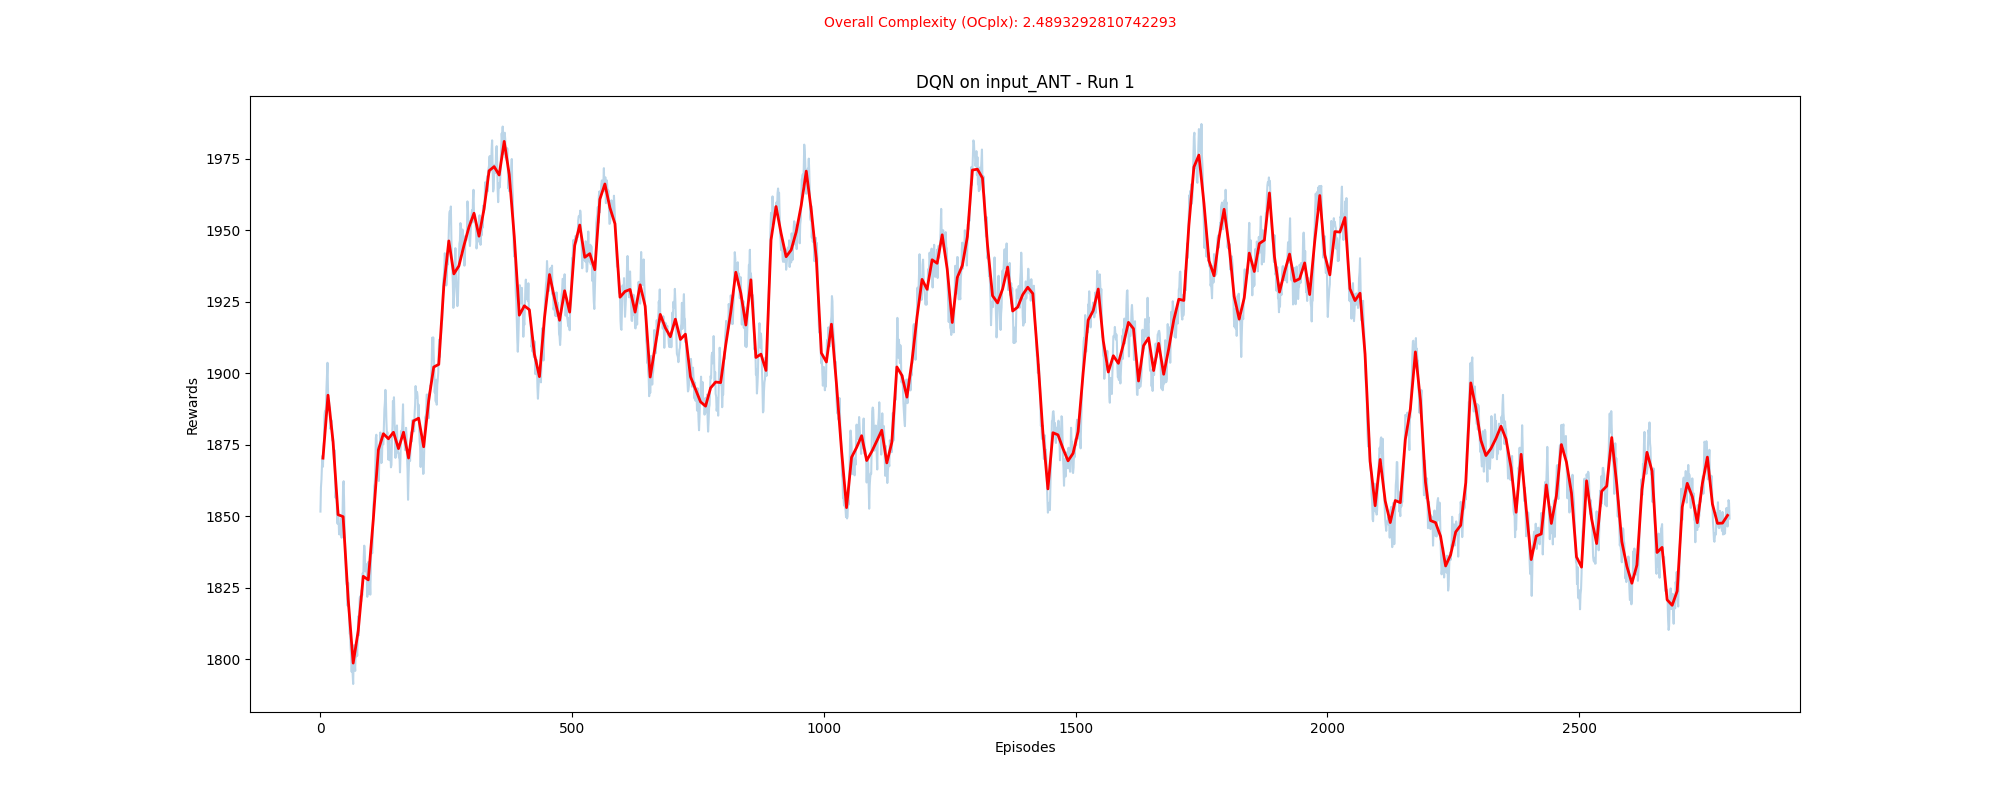 Overall Complexity (OCplx): 2.4893292810742293
DQN on input_ANT - Run 1
1975
1950
1925
1900
1875
1850
1825
1800
Rewards
0 500 1000 1500 2000 2500
Episodes